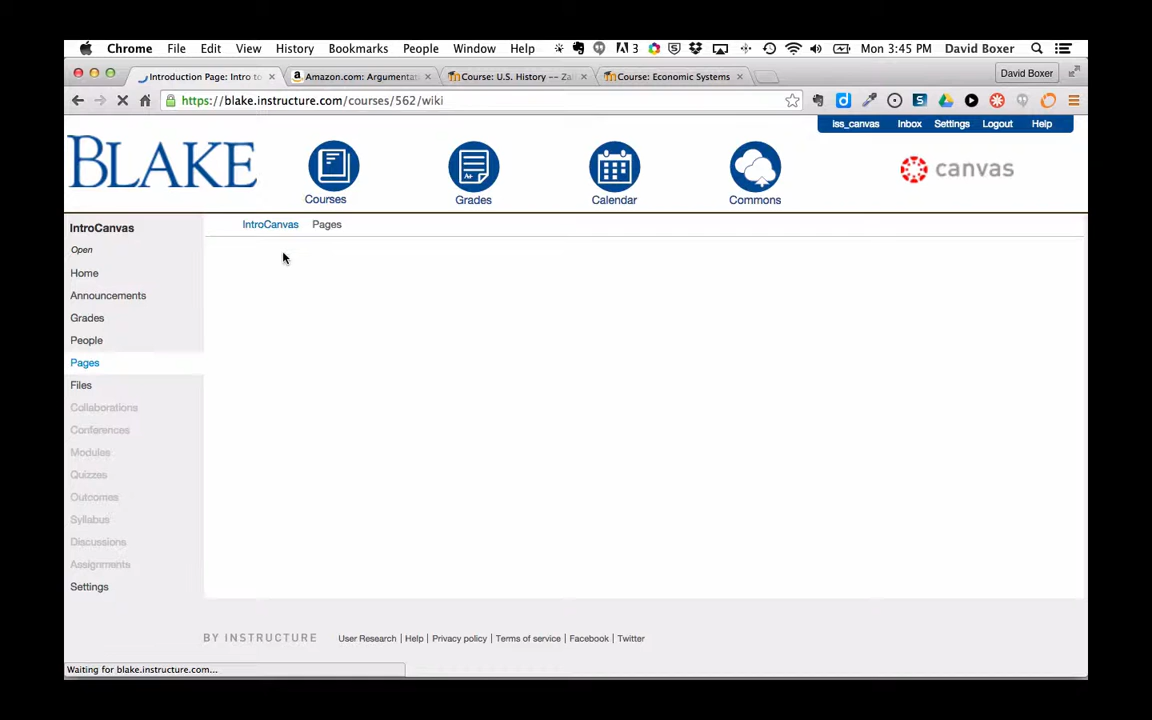 Chrome File Edit View History Bookmarks People Window Help 3 Mon 3:45 PM David Boxer
Introduction Page: Intro to Amazon.com: Argumentat Course: U.S. History -- Za Course: Economic Systems David Boxer
https://blake.instructure.com/courses/562/wiki
lss_canvas Inbox Settings Logout Help
BLAKE
canvas
Courses Grades Calendar Commons
IntroCanvas
IntroCanvas Pages
Open
Home
Announcements
Grades
People
Pages
Files
Collaborations
Conferences
Modules
Quizzes
Outcomes
Syllabus
Discussions
Assignments
Settings
BY INSTRUCTURE User Research | Help | Privacy policy | Terms of service | Facebook | Twitter
Waiting for blake.instructure.com...